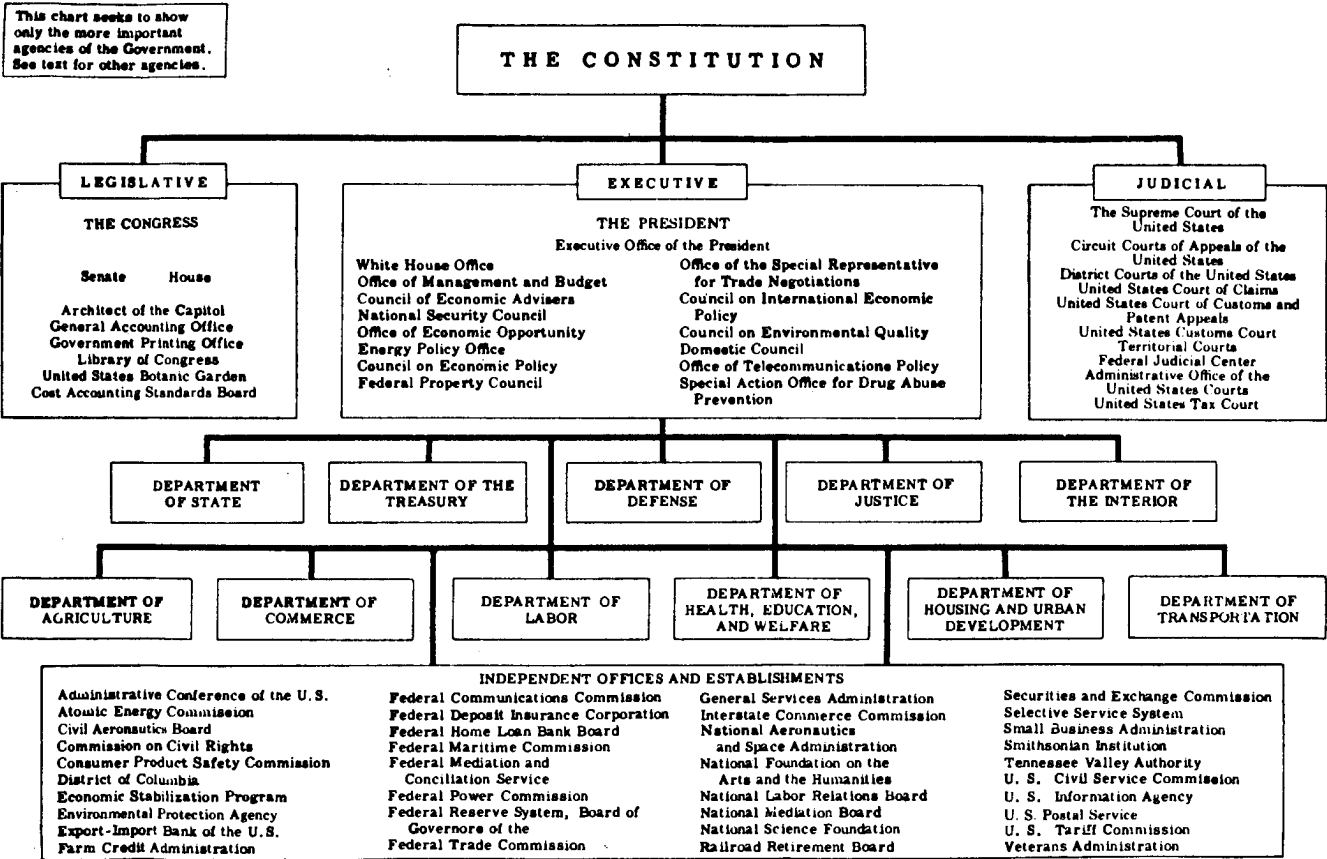 This chart seeks to show
only the more important
agencies of the Government.
See text for other agencies.
THE CONSTITUTION
LEGISLATIVE
THE CONGRESS
Senate House
Architect of the Capitol
General Accounting Office
Government Printing Office
Library of Congress
United States Botanic Garden
Cost Accounting Standards Board
EXECUTIVE
THE PRESIDENT
Executive Office of the President
White House Office
Office of Management and Budget
Council of Economic Advisers
National Security Council
Office of Economic Opportunity
Energy Policy Office
Council on Economic Policy
Federal Property Council
Office of the Special Representative
for Trade Negotiations
Council on International Economic
Policy
Council on Environmental Quality
Domestic Council
Office of Telecommunications Policy
Special Action Office for Drug Abuse
Prevention
JUDICIAL
The Supreme Court of the
United States
Circuit Courts of Appeals of the
United States
District Courts of the United States
United States Court of Claims
United States Court of Customs and
Patent Appeals
United States Customs Court
Territorial Courts
Federal Judicial Center
Administrative Office of the
United States Courts
United States Tax Court
DEPARTMENT
OF STATE
DEPARTMENT OF THE
TREASURY
DEPARTMENT OF
DEFENSE
DEPARTMENT OF
JUSTICE
DEPARTMENT OF
THE INTERIOR
DEPARTMENT OF
AGRICULTURE
DEPARTMENT OF
COMMERCE
DEPARTMENT OF
LABOR
DEPARTMENT OF
HEALTH, EDUCATION,
AND WELFARE
DEPARTMENT OF
HOUSING AND URBAN
DEVELOPMENT
DEPARTMENT OF
TRANSPORTATION
INDEPENDENT OFFICES AND ESTABLISHMENTS
Administrative Conference of the U.S.
Atomic Energy Commission
Civil Aeronautics Board
Commission on Civil Rights
Consumer Product Safety Commission
District of Columbia
Economic Stabilization Program
Environmental Protection Agency
Export-Import Bank of the U.S.
Farm Credit Administration
Federal Communications Commission
Federal Deposit Insurance Corporation
Federal Home Loan Bank Board
Federal Maritime Commission
Federal Mediation and
Conciliation Service
Federal Power Commission
Federal Reserve System, Board of
Governors of the
Federal Trade Commission
General Services Administration
Interstate Commerce Commission
National Aeronautics
and Space Administration
National Foundation on the
Arts and the Humanities
National Labor Relations Board
National Mediation Board
National Science Foundation
Railroad Retirement Board
Securities and Exchange Commission
Selective Service System
Small Business Administration
Smithsonian Institution
Tennessee Valley Authority
U. S. Civil Service Commission
U. S. Information Agency
U. S. Postal Service
U. S. Tariff Commission
Veterans Administration